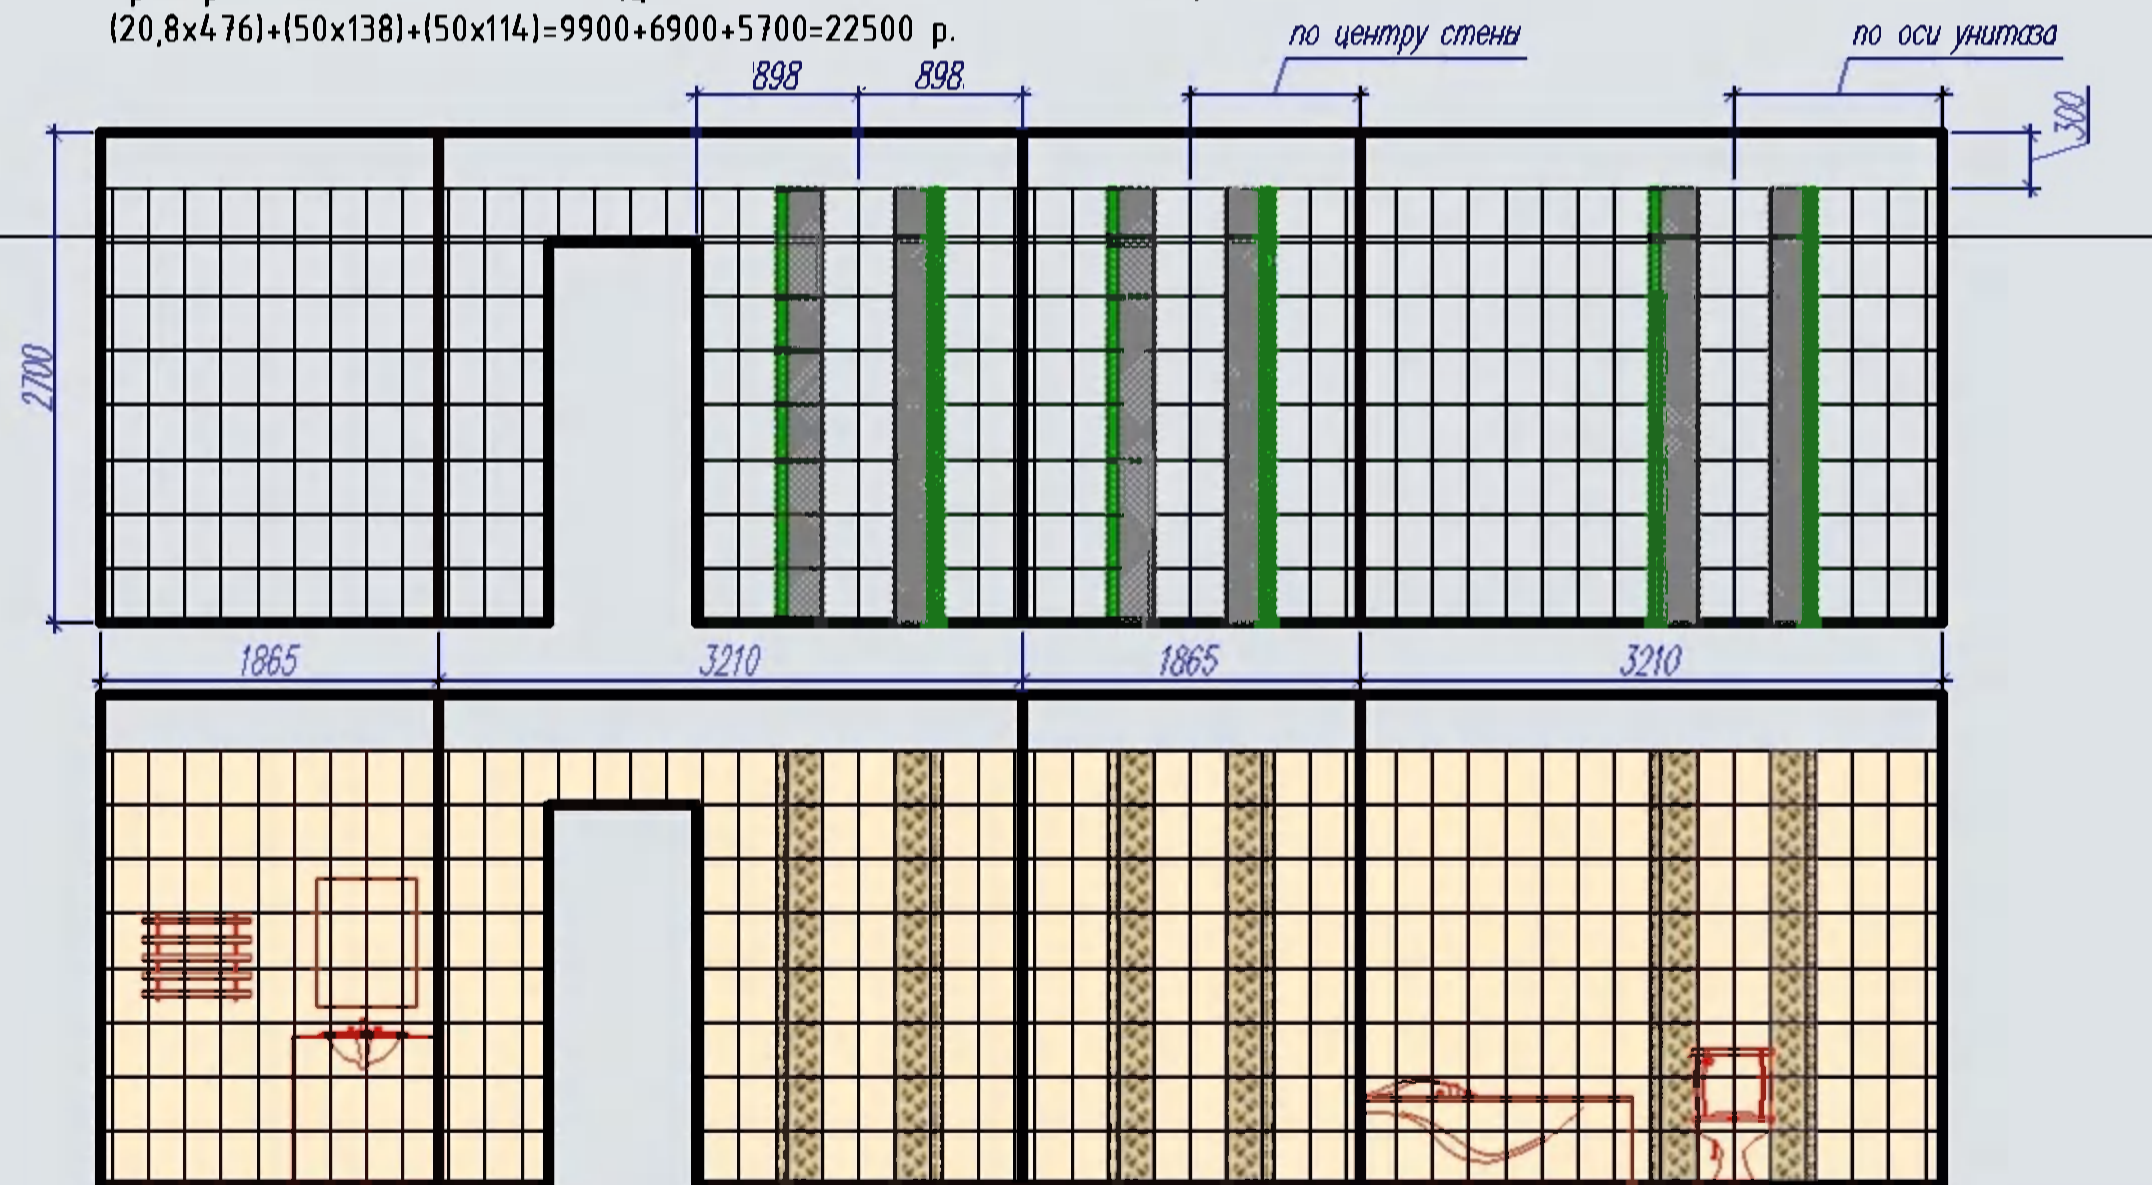 (20,8x476)+(50x138)+(50x114)=9900+6900+5700=22500 р.
по центру стены
по оси унитаза
898
898
300
2700
1865
3210
1865
3210